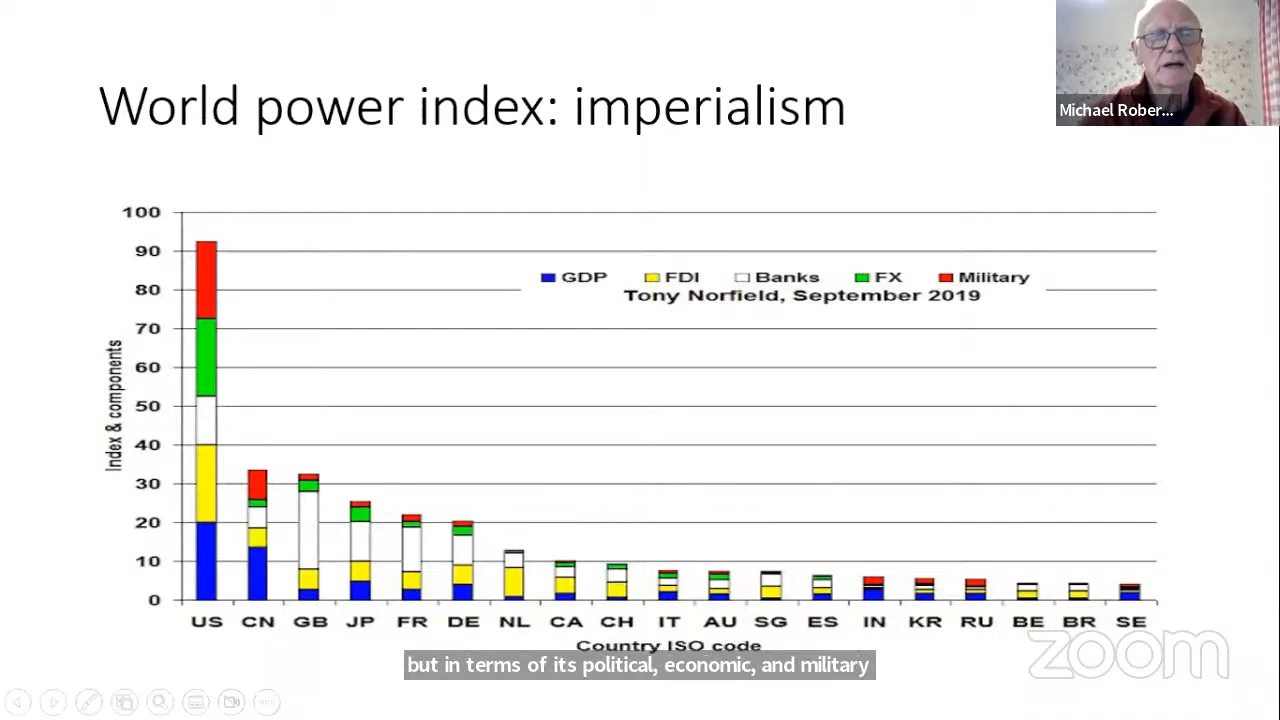 World power index: imperialism
Michael Rober...
100
90
80
70
60
50
40
30
20
10
0
Index & components
GDP FDI Banks FX Military
Tony Norfield, September 2019
US CN GB JP FR DE NL CA CH IT AU SG ES IN KR RU BE BR SE
Country ISO code
but in terms of its political, economic, and military
zoom